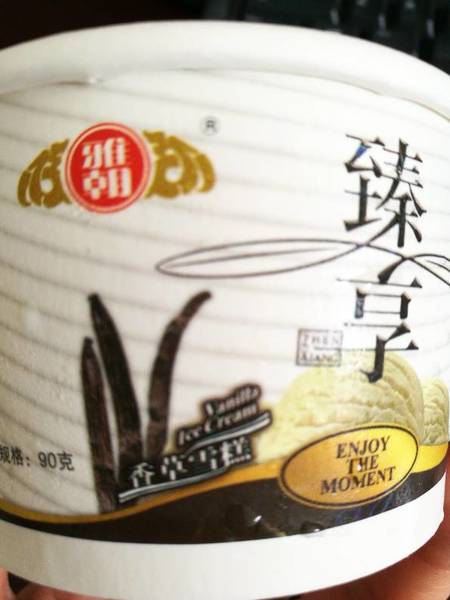 雅朝
®
臻享
ZHEN
XIANG
Vanilla
Ice Cream
香草雪糕
规格：90克
ENJOY
THE
MOMENT